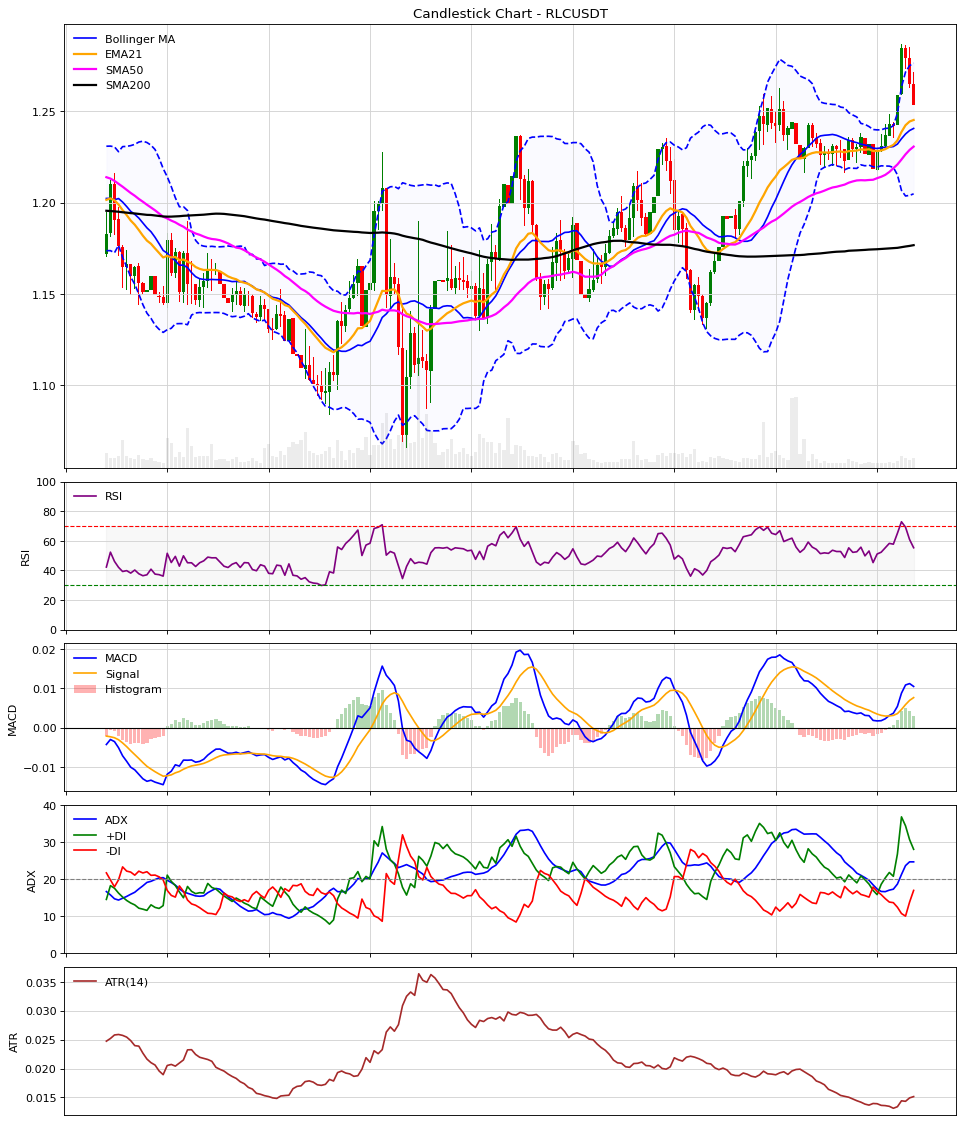 Candlestick Chart - RLCUSDT
Bollinger MA
EMA21
SMA50
SMA200
1.25
1.20
1.15
1.10
RSI
RSI
100
80
60
40
20
0
MACD
MACD
Signal
Histogram
0.02
0.01
0.00
−0.01
ADX
ADX
+DI
-DI
40
30
20
10
0
ATR
ATR(14)
0.035
0.030
0.025
0.020
0.015